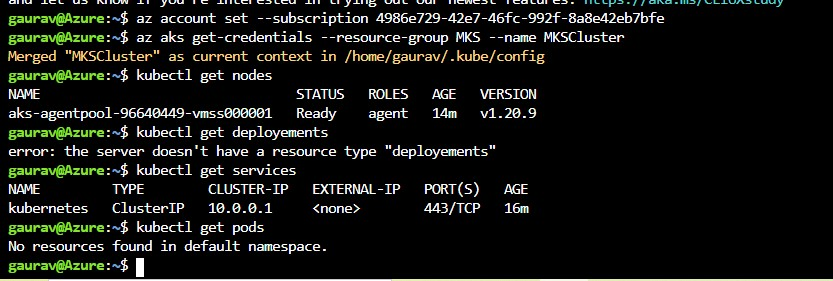 and let us know if you're interested in trying out our newest features: https://aka.ms/CLIUXstudy
gaurav@Azure:~$ az account set --subscription 4986e729-42e7-46fc-992f-8a8e42eb7bfe
gaurav@Azure:~$ az aks get-credentials --resource-group MKS --name MKSCluster
Merged "MKSCluster" as current context in /home/gaurav/.kube/config
gaurav@Azure:~$ kubectl get nodes
NAME STATUS ROLES AGE VERSION
aks-agentpool-96640449-vmss000001 Ready agent 14m v1.20.9
gaurav@Azure:~$ kubectl get deployements
error: the server doesn't have a resource type "deployements"
gaurav@Azure:~$ kubectl get services
NAME TYPE CLUSTER-IP EXTERNAL-IP PORT(S) AGE
kubernetes ClusterIP 10.0.0.1 <none> 443/TCP 16m
gaurav@Azure:~$ kubectl get pods
No resources found in default namespace.
gaurav@Azure:~$